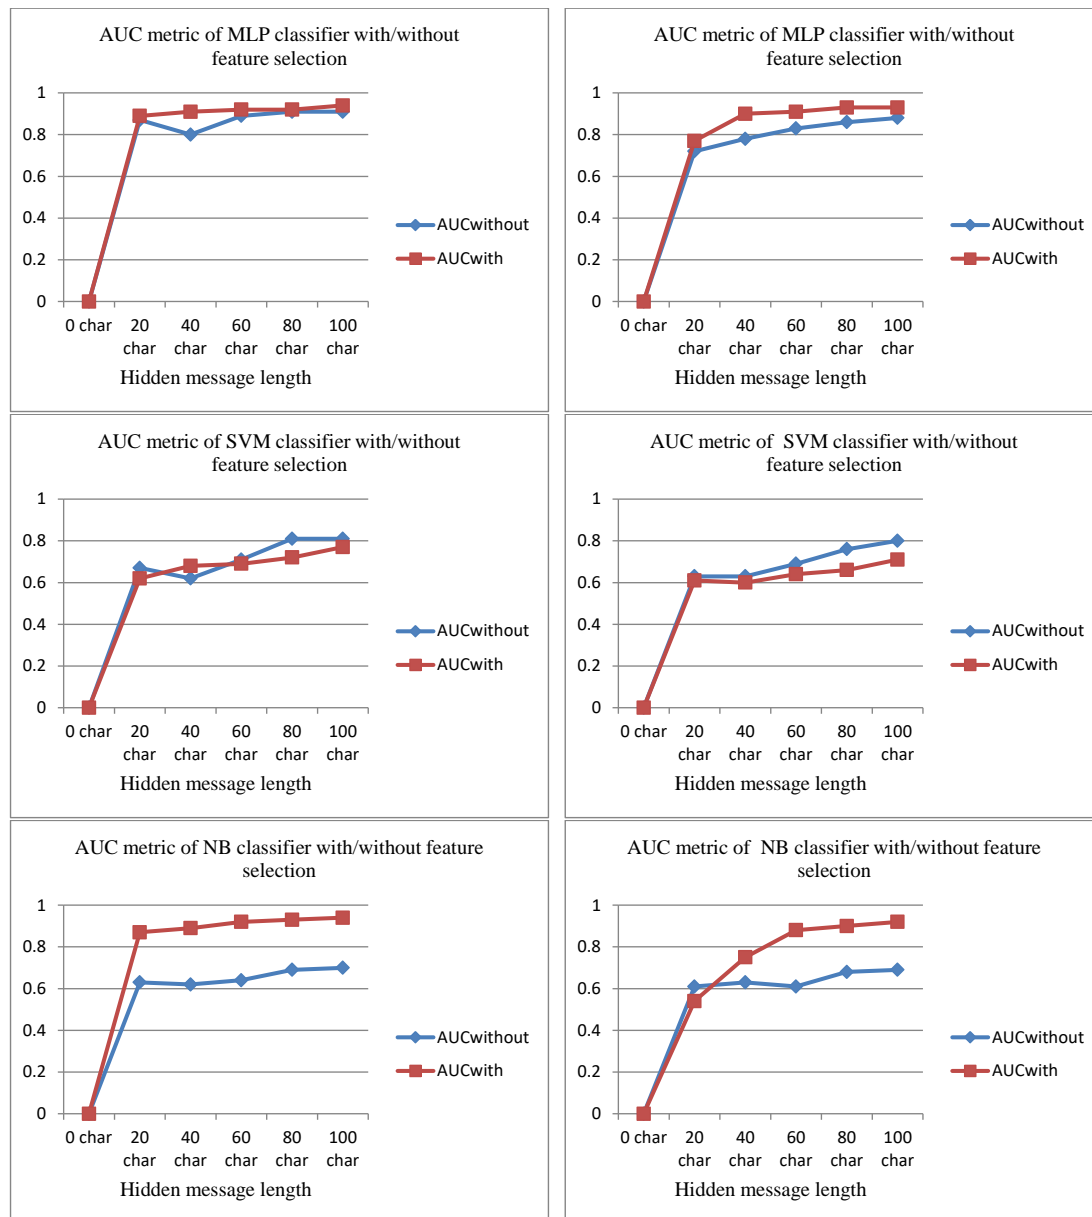 AUC metric of MLP classifier with/without
feature selection
1
0.8
0.6
0.4
0.2
0
0 char 20 40 60 80 100
char char char char char
Hidden message length
AUCwithout
AUCwith
AUC metric of MLP classifier with/without
feature selection
1
0.8
0.6
0.4
0.2
0
0 char 20 40 60 80 100
char char char char char
Hidden message length
AUCwithout
AUCwith
AUC metric of SVM classifier with/without
feature selection
1
0.8
0.6
0.4
0.2
0
0 char 20 40 60 80 100
char char char char char
Hidden message length
AUCwithout
AUCwith
AUC metric of SVM classifier with/without
feature selection
1
0.8
0.6
0.4
0.2
0
0 char 20 40 60 80 100
char char char char char
Hidden message length
AUCwithout
AUCwith
AUC metric of NB classifier with/without feature
selection
1
0.8
0.6
0.4
0.2
0
0 char 20 40 60 80 100
char char char char char
Hidden message length
AUCwithout
AUCwith
AUC metric of NB classifier with/without feature
selection
1
0.8
0.6
0.4
0.2
0
0 char 20 40 60 80 100
char char char char char
Hidden message length
AUCwithout
AUCwith